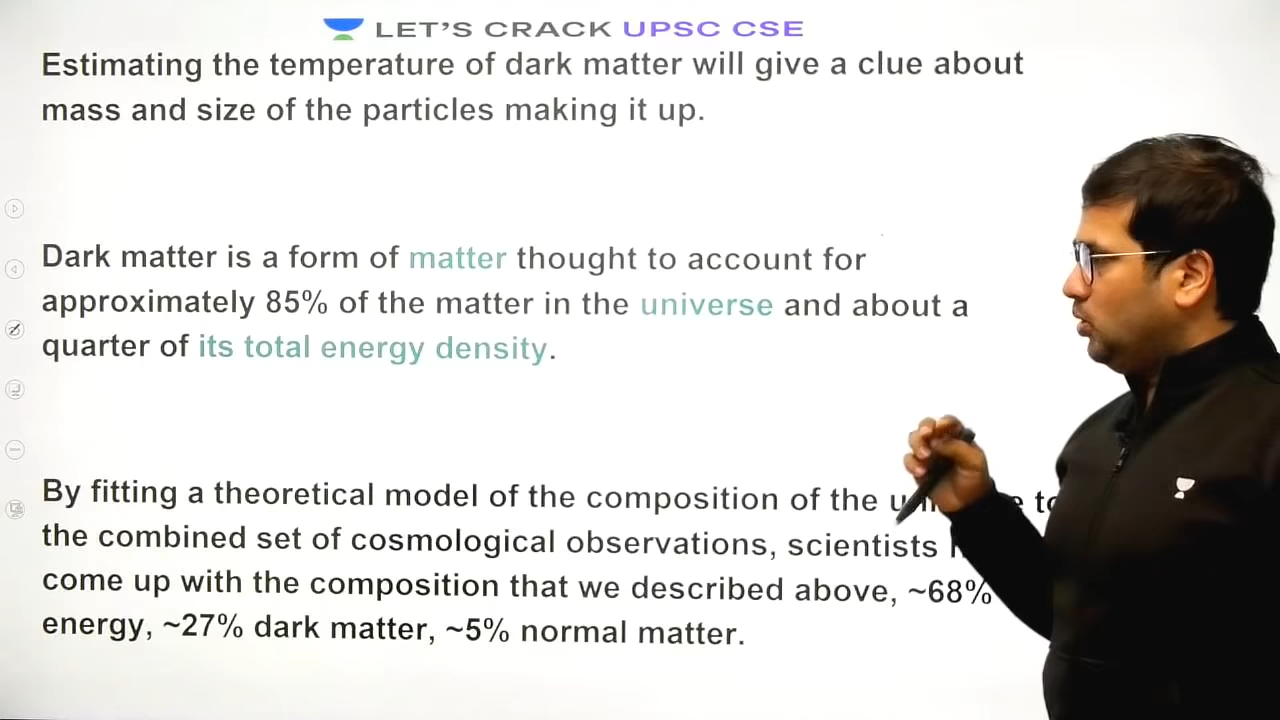 LET'S CRACK UPSC CSE
Estimating the temperature of dark matter will give a clue about
mass and size of the particles making it up.
Dark matter is a form of matter thought to account for
approximately 85% of the matter in the universe and about a
quarter of its total energy density.
By fitting a theoretical model of the composition of the to
the combined set of cosmological observations, scientists
come up with the composition that we described above, ~68%
energy, ~27% dark matter, ~5% normal matter.